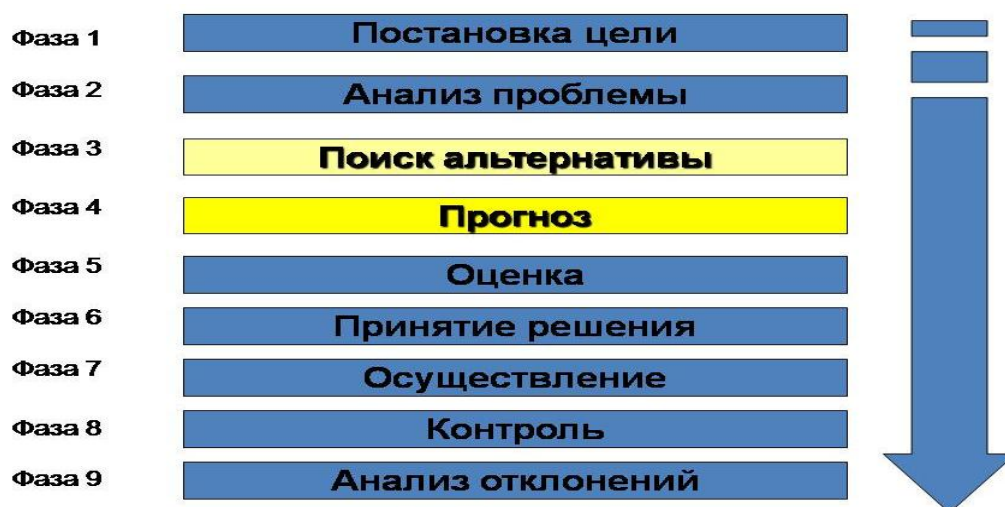 Фаза 1 Постановка цели
Фаза 2 Анализ проблемы
Фаза 3 Поиск альтернативы
Фаза 4 Прогноз
Фаза 5 Оценка
Фаза 6 Принятие решения
Фаза 7 Осуществление
Фаза 8 Контроль
Фаза 9 Анализ отклонений